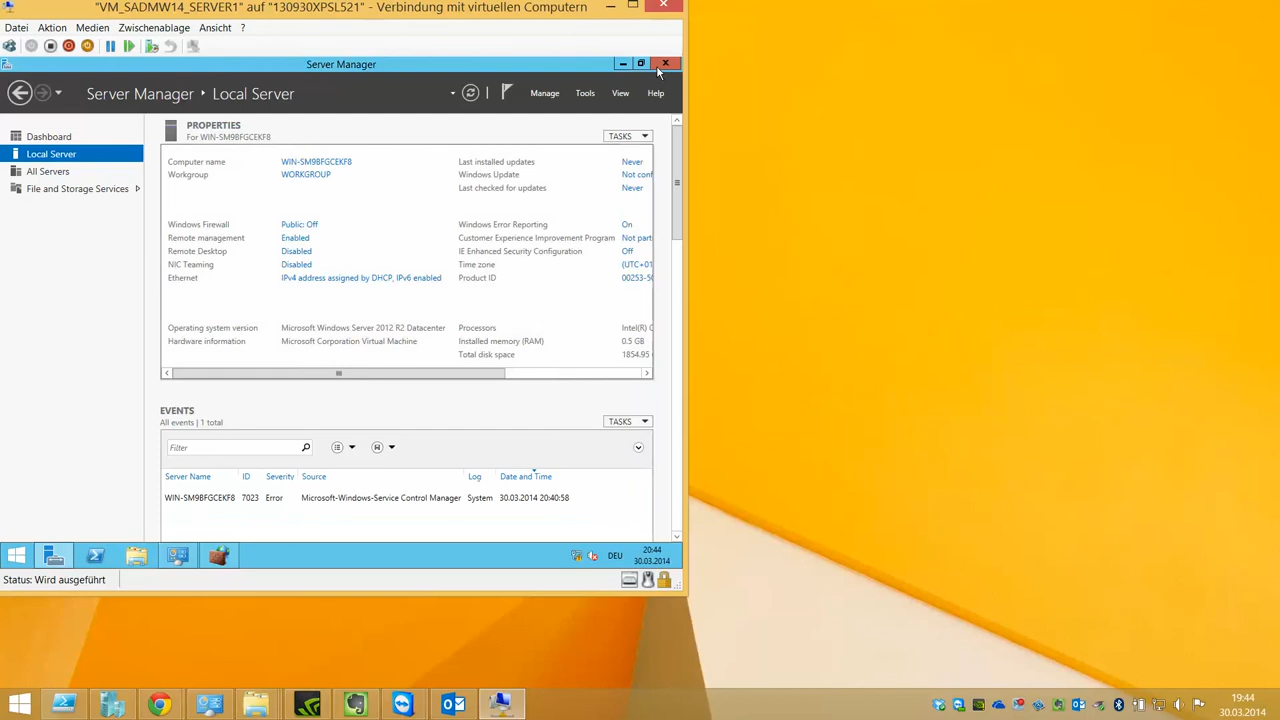 "VM_SADMW14_SERVER1" auf "130930XPSL521" - Verbindung mit virtuellen Computern
Datei Aktion Medien Zwischenablage Ansicht ?
Server Manager
Server Manager • Local Server
Manage Tools View Help
Dashboard
Local Server
All Servers
File and Storage Services
PROPERTIES
For WIN-SM9BFGCEKF8
TASKS
Computer name WIN-SM9BFGCEKF8 Last installed updates Never
Workgroup WORKGROUP Windows Update Not conf
Last checked for updates Never
Windows Firewall Public: Off Windows Error Reporting On
Remote management Enabled Customer Experience Improvement Program Not part
Remote Desktop Disabled IE Enhanced Security Configuration Off
NIC Teaming Disabled Time zone (UTC+01
Ethernet IPv4 address assigned by DHCP, IPv6 enabled Product ID 00253-50
Operating system version Microsoft Windows Server 2012 R2 Datacenter Processors Intel(R) C
Hardware information Microsoft Corporation Virtual Machine Installed memory (RAM) 0.5 GB
Total disk space 1854.95
EVENTS
All events | 1 total
TASKS
Filter
Server Name ID Severity Source Log Date and Time
WIN-SM9BFGCEKF8 7023 Error Microsoft-Windows-Service Control Manager System 30.03.2014 20:40:58
DEU
20:44
30.03.2014
Status: Wird ausgeführt
19:44
30.03.2014